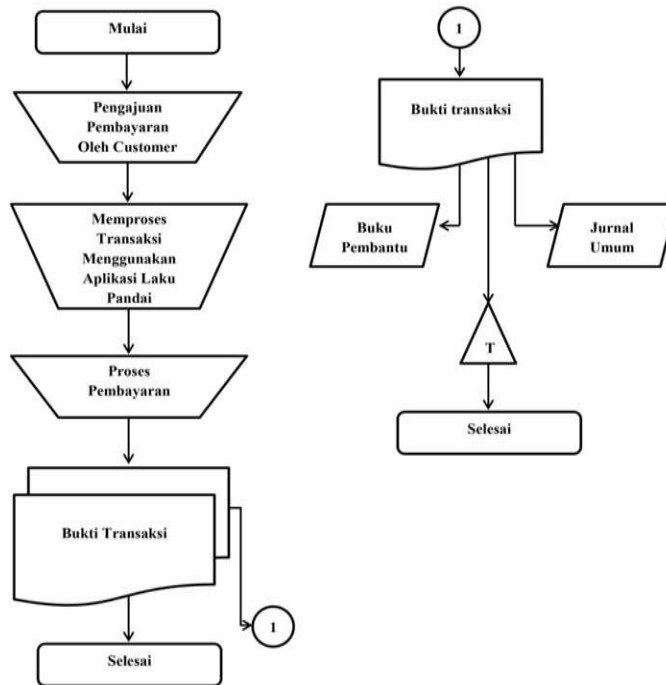 Mulai
Pengajuan
Pembayaran
Oleh Customer
Memproses
Transaksi
Menggunakan
Aplikasi Laku
Pandai
Proses
Pembayaran
Bukti Transaksi
1
Selesai
1
Bukti transaksi
Buku
Pembantu
Jurnal
Umum
T
Selesai